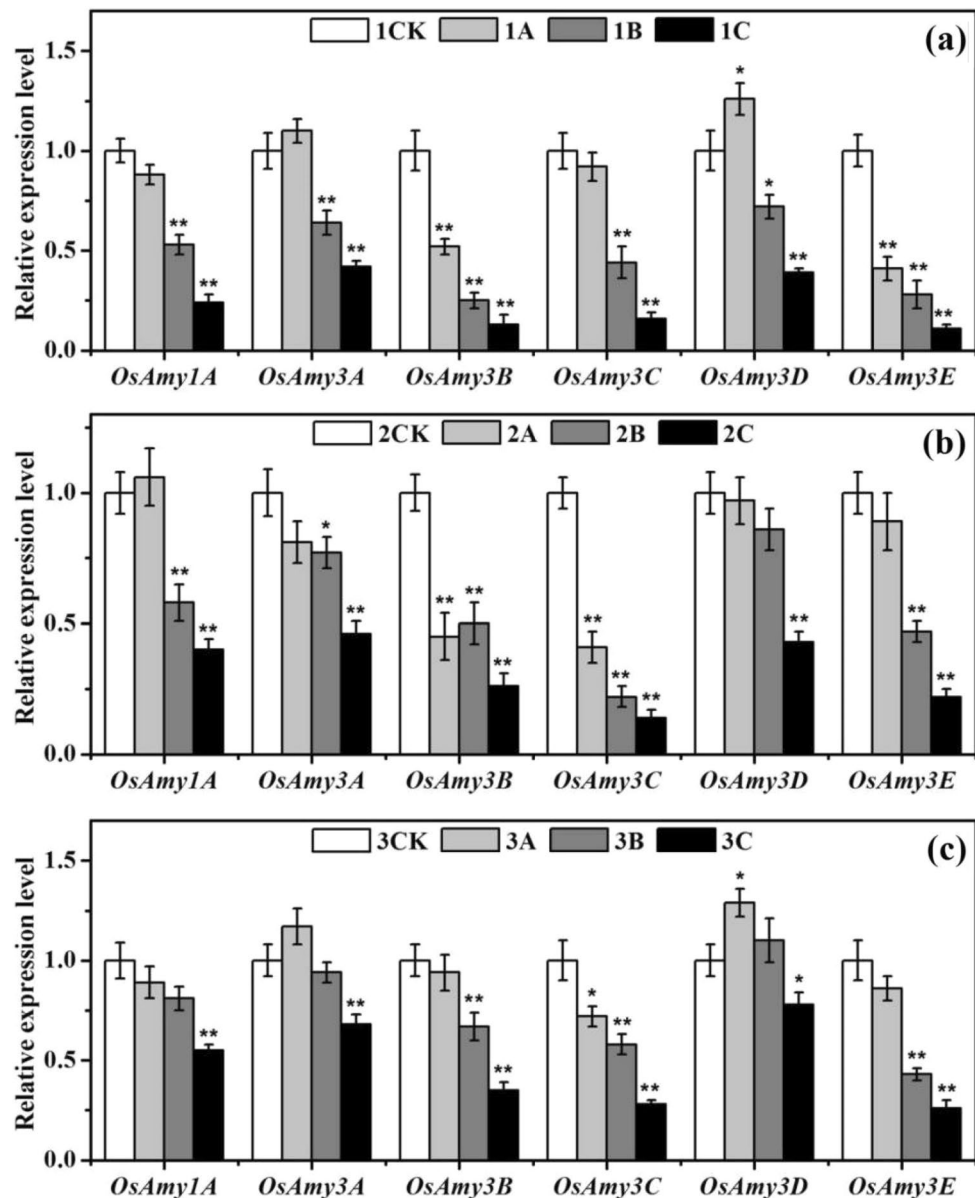 1CK 1A 1B 1C (a)
Relative expression level
1.5
1.0
0.5
0.0
* * ** ** ** ** ** ** ** ** ** ** ** ** ** **
OsAmy1A OsAmy3A OsAmy3B OsAmy3C OsAmy3D OsAmy3E
2CK 2A 2B 2C (b)
Relative expression level
1.0
0.5
0.0
** ** * ** ** ** ** ** ** ** ** ** **
OsAmy1A OsAmy3A OsAmy3B OsAmy3C OsAmy3D OsAmy3E
3CK 3A 3B 3C (c)
Relative expression level
1.5
1.0
0.5
0.0
** ** ** ** * ** ** * * ** **
OsAmy1A OsAmy3A OsAmy3B OsAmy3C OsAmy3D OsAmy3E